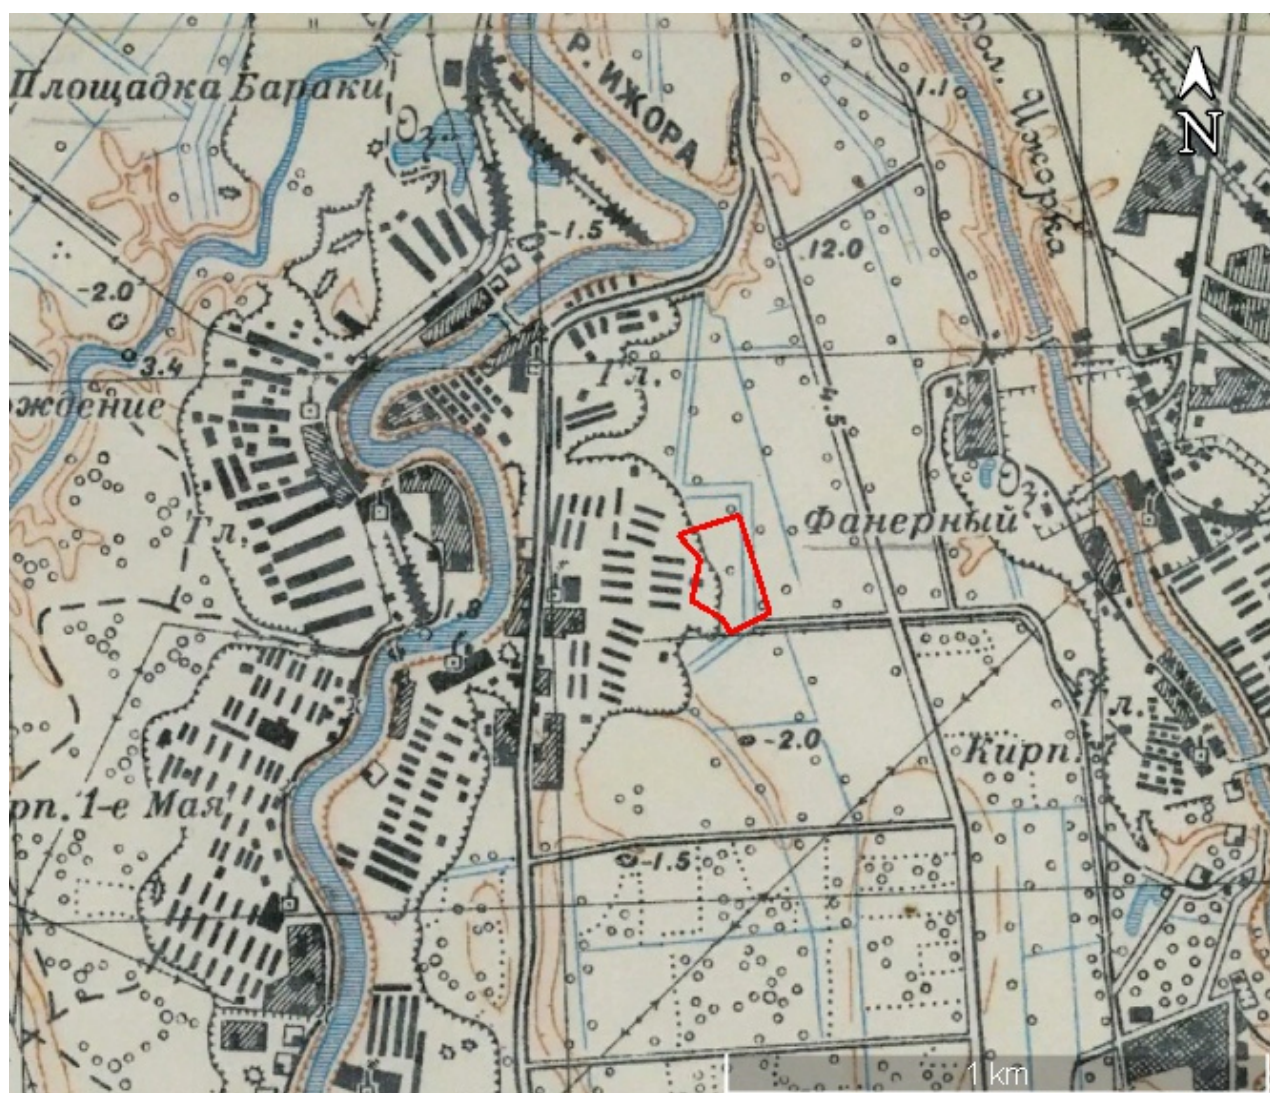 Площадка Бараки
Оз.
Р. ИЖОРА
1.1
Мал. Ижорка
N
-1.5
12.0
-2.0
3.4
ождение
Гл.
4.5
Гл.
Оз.
Фанерный
1.8
Гл.
-2.0
Кирп.
рп. 1-е Мая
-1.5
1 km